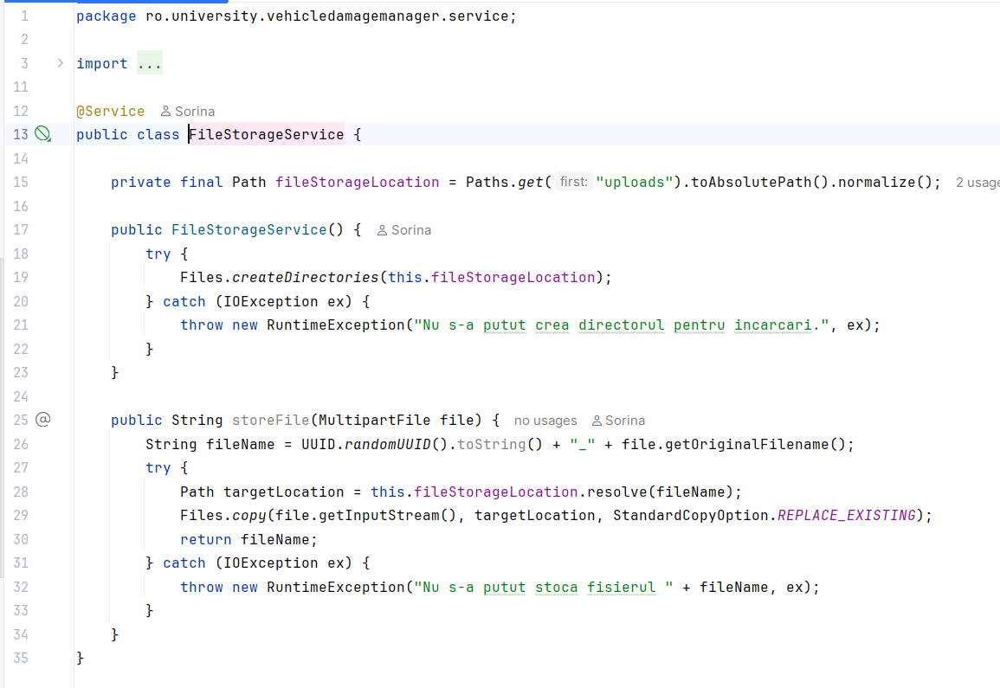 1 package ro.university.vehicledamagemanager.service;
2
3 import ...
11
12 @Service Sorina
13 public class FileStorageService {
14
15 private final Path fileStorageLocation = Paths.get( first: "uploads").toAbsolutePath().normalize(); 2 usage
16
17 public FileStorageService() { Sorina
18 try {
19 Files.createDirectories(this.fileStorageLocation);
20 } catch (IOException ex) {
21 throw new RuntimeException("Nu s-a putut crea directorul pentru incarcari.", ex);
22 }
23 }
24
25 @ public String storeFile(MultipartFile file) { no usages Sorina
26 String fileName = UUID.randomUUID().toString() + "_" + file.getOriginalFilename();
27 try {
28 Path targetLocation = this.fileStorageLocation.resolve(fileName);
29 Files.copy(file.getInputStream(), targetLocation, StandardCopyOption.REPLACE_EXISTING);
30 return fileName;
31 } catch (IOException ex) {
32 throw new RuntimeException("Nu s-a putut stoca fisierul " + fileName, ex);
33 }
34 }
35 }